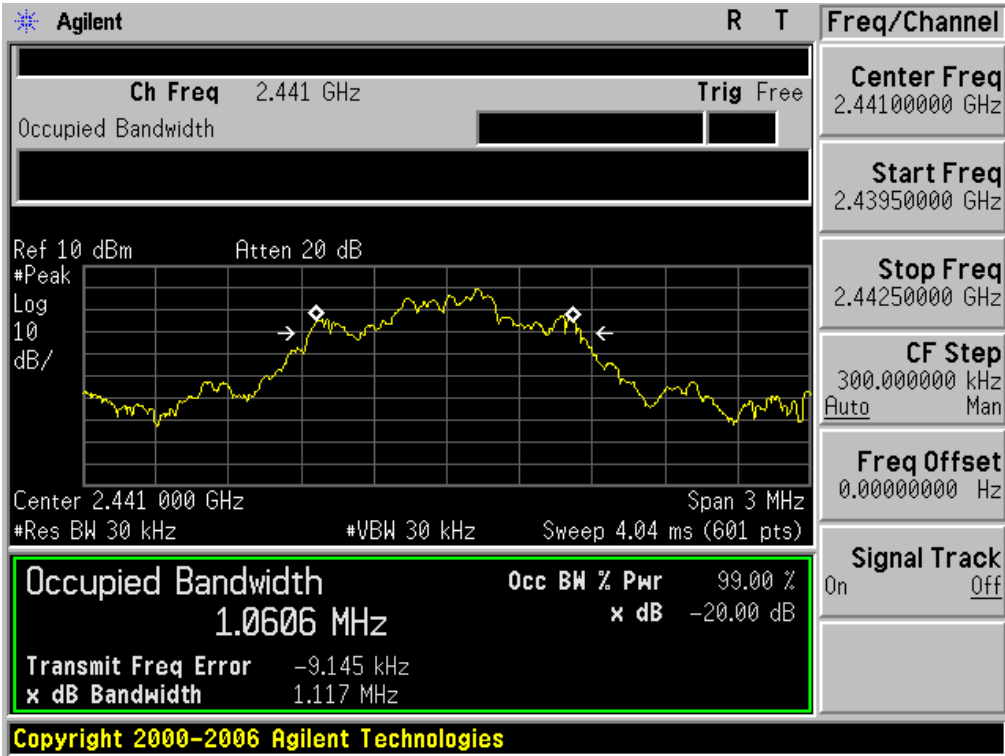 Agilent R T
Ch Freq 2.441 GHz Trig Free
Occupied Bandwidth
Ref 10 dBm Atten 20 dB
#Peak
Log
10
dB/
Center 2.441 000 GHz Span 3 MHz
#Res BW 30 kHz #VBW 30 kHz Sweep 4.04 ms (601 pts)
Occupied Bandwidth
1.0606 MHz
Occ BW % Pwr 99.00 %
x dB -20.00 dB
Transmit Freq Error -9.145 kHz
x dB Bandwidth 1.117 MHz
Copyright 2000-2006 Agilent Technologies
Freq/Channel
Center Freq
2.44100000 GHz
Start Freq
2.43950000 GHz
Stop Freq
2.44250000 GHz
CF Step
300.000000 kHz
Auto Man
Freq Offset
0.00000000 Hz
Signal Track
On Off